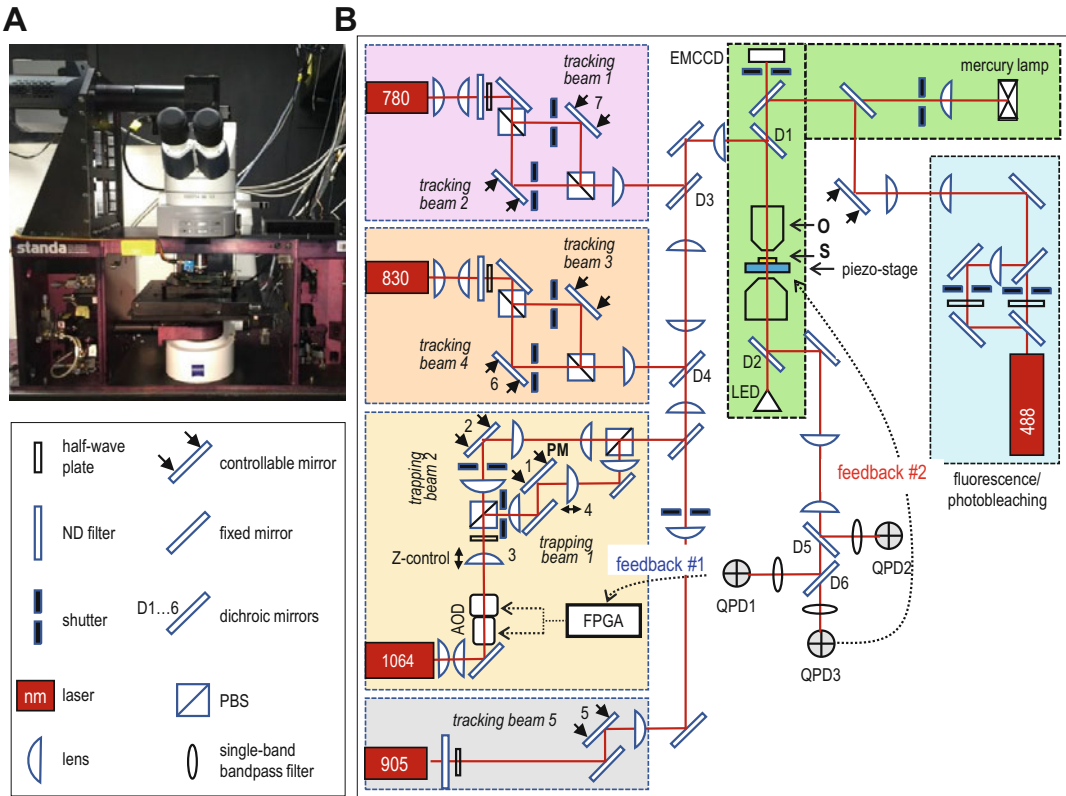 A
B
standa
ZEISS
half-wave
plate
controllable mirror
ND filter
fixed mirror
shutter
D1...6
dichroic mirrors
nm
laser
PBS
lens
single-band
bandpass filter
780
tracking
beam 1
7
tracking
beam 2
830
tracking
beam 3
tracking
beam 4
6
trapping
beam 2
2
PM
1
4
trapping
beam 1
Z-control
3
AOD
FPGA
feedback #1
1064
tracking beam 5
5
905
EMCCD
mercury lamp
D1
D3
O
S
piezo-stage
D2
D4
LED
488
fluorescence/
photobleaching
feedback #2
D5
QPD2
D6
QPD1
QPD3